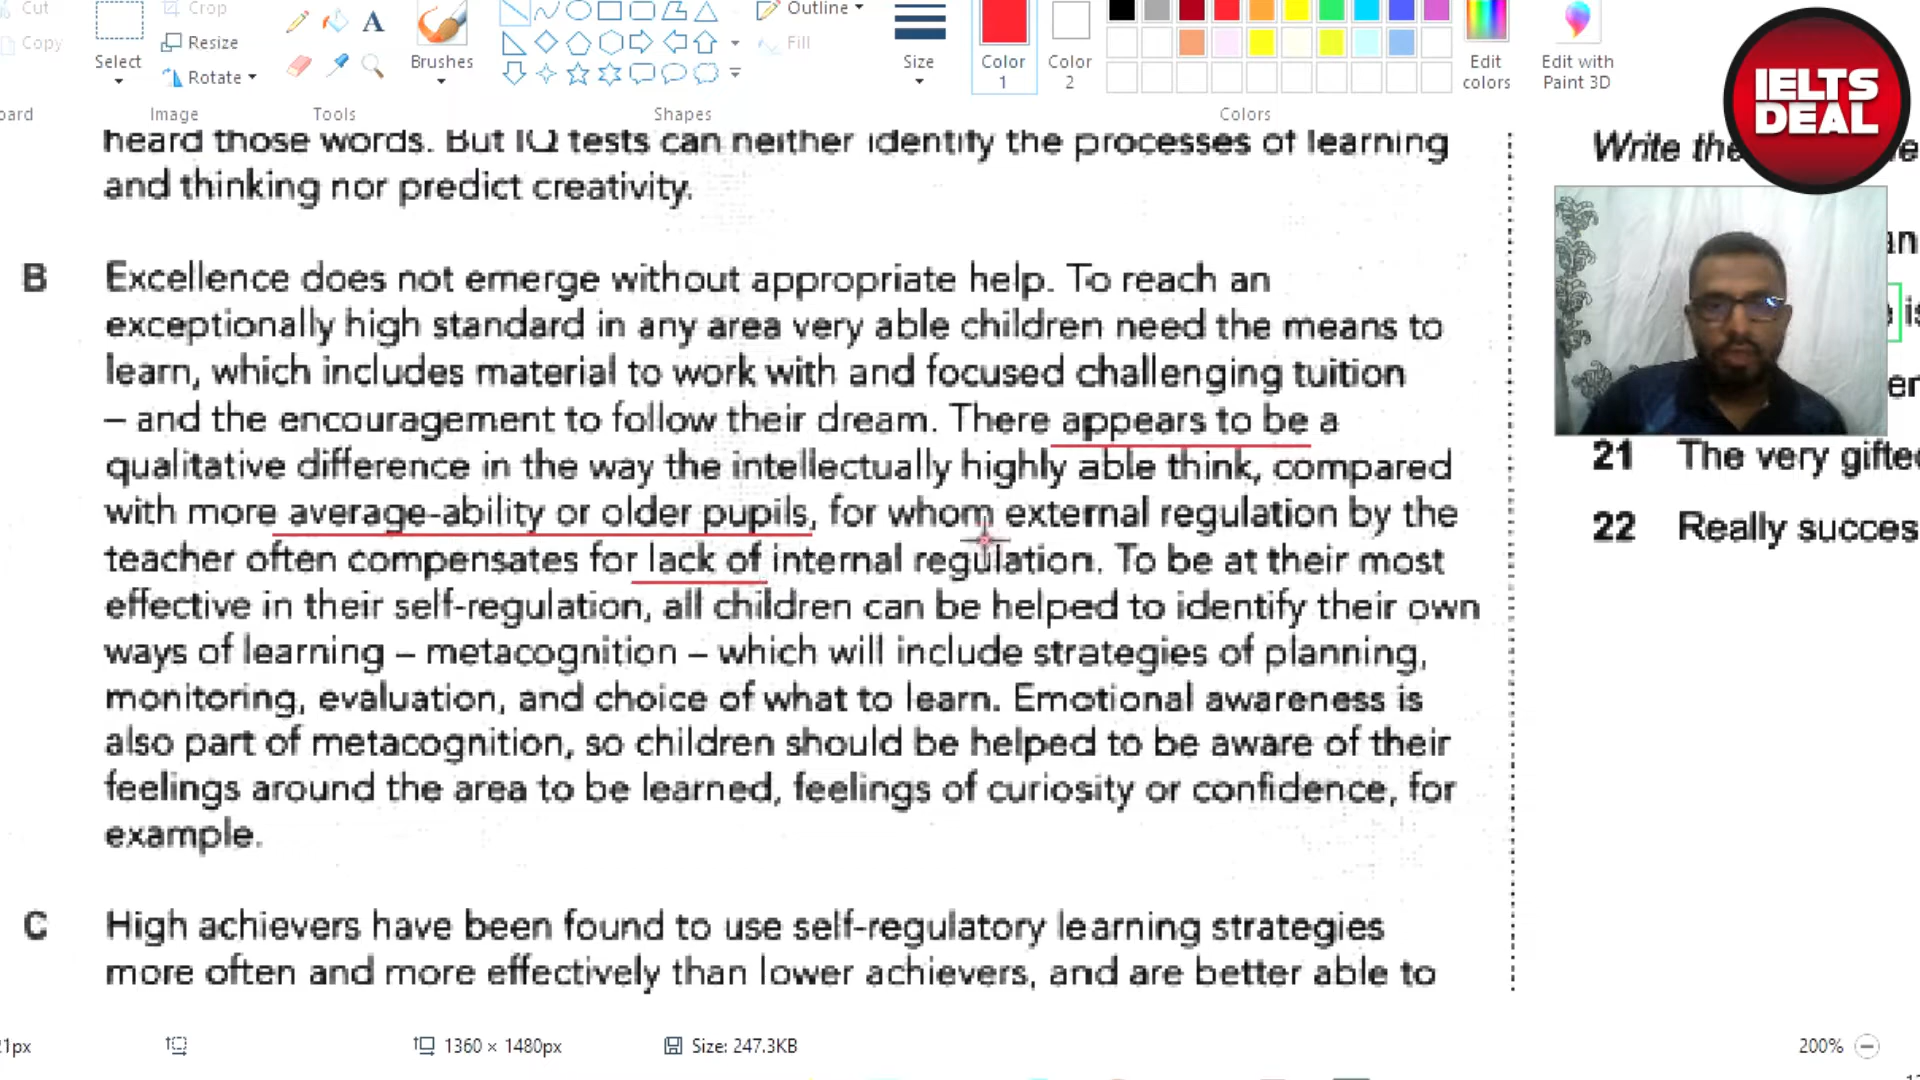 Cut
Copy
Select
Crop
Resize
Rotate
Image
Tools
Brushes
Shapes
Outline
Fill
Size
Color 1
Color 2
Colors
Edit colors
Edit with Paint 3D
IELTS
DEAL
heard those words. But IQ tests can neither identify the processes of learning
and thinking nor predict creativity.
B Excellence does not emerge without appropriate help. To reach an
exceptionally high standard in any area very able children need the means to
learn, which includes material to work with and focused challenging tuition
– and the encouragement to follow their dream. There appears to be a
qualitative difference in the way the intellectually highly able think, compared
with more average-ability or older pupils, for whom external regulation by the
teacher often compensates for lack of internal regulation. To be at their most
effective in their self-regulation, all children can be helped to identify their own
ways of learning – metacognition – which will include strategies of planning,
monitoring, evaluation, and choice of what to learn. Emotional awareness is
also part of metacognition, so children should be helped to be aware of their
feelings around the area to be learned, feelings of curiosity or confidence, for
example.
C High achievers have been found to use self-regulatory learning strategies
more often and more effectively than lower achievers, and are better able to
Write the
21 The very gifted
22 Really
1360 × 1480px
Size: 247.3KB
200%